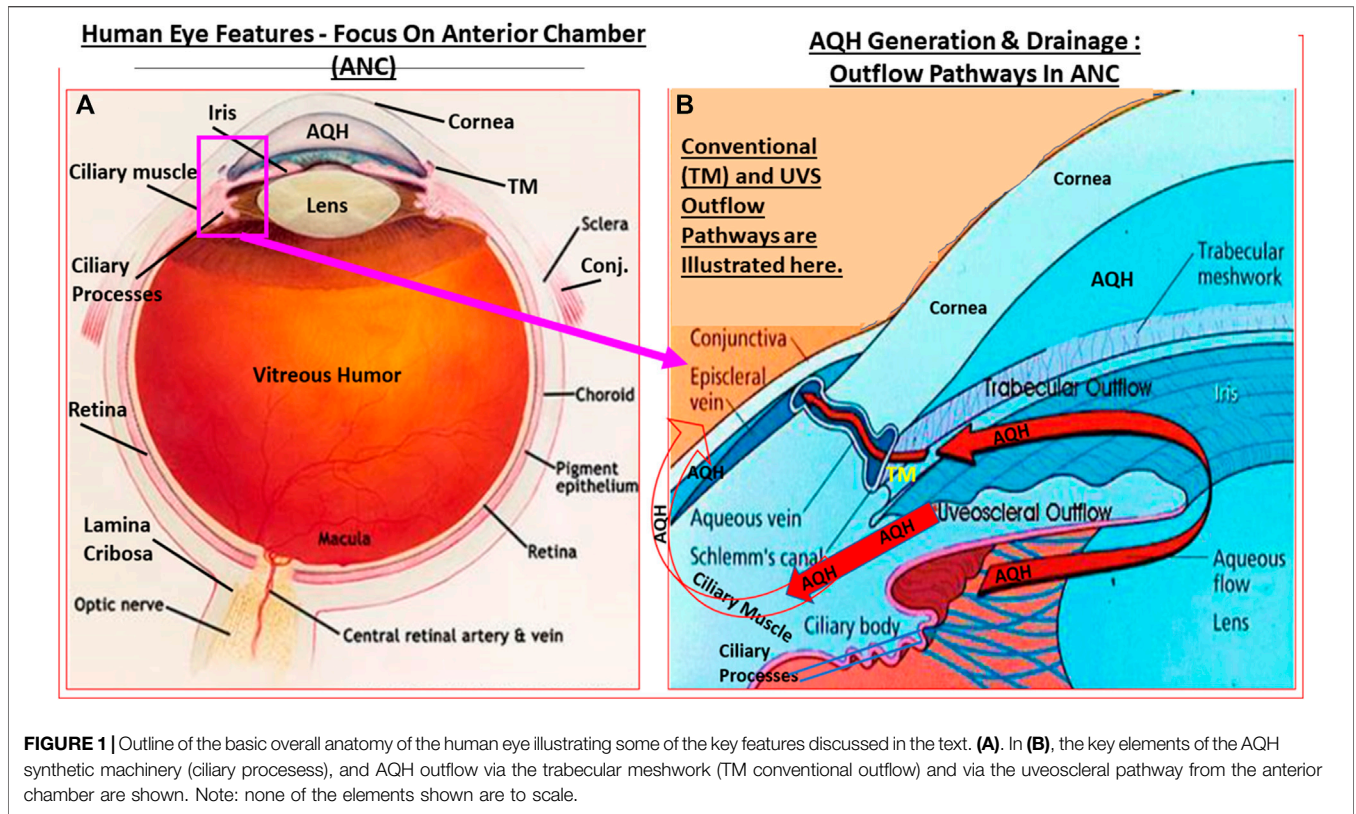 Human Eye Features - Focus On Anterior Chamber
(ANC)
AQH Generation & Drainage :
Outflow Pathways In ANC
A
Iris
AQH
Cornea
Ciliary muscle
TM
Lens
Sclera
Conj.
Ciliary
Processes
Vitreous Humor
Choroid
Retina
Pigment
epithelium
Lamina
Cribosa
Macula
Retina
Optic nerve
Central retinal artery & vein
B
Conventional
(TM) and UVS
Outflow
Pathways are
Illustrated here.
Cornea
Trabecular
meshwork
AQH
Cornea
Conjunctiva
Episcleral
vein
Trabecular Outflow
Iris
AQH
AQH
TM
AQH
Aqueous vein
Uveoscleral Outflow
AQH
Schlemm's canal
AQH
AQH
Aqueous
flow
Ciliary Muscle
Ciliary body
Lens
Ciliary
Processes
FIGURE 1 | Outline of the basic overall anatomy of the human eye illustrating some of the key features discussed in the text. (A). In (B), the key elements of the AQH
synthetic machinery (ciliary procesess), and AQH outflow via the trabecular meshwork (TM conventional outflow) and via the uveoscleral pathway from the anterior
chamber are shown. Note: none of the elements shown are to scale.